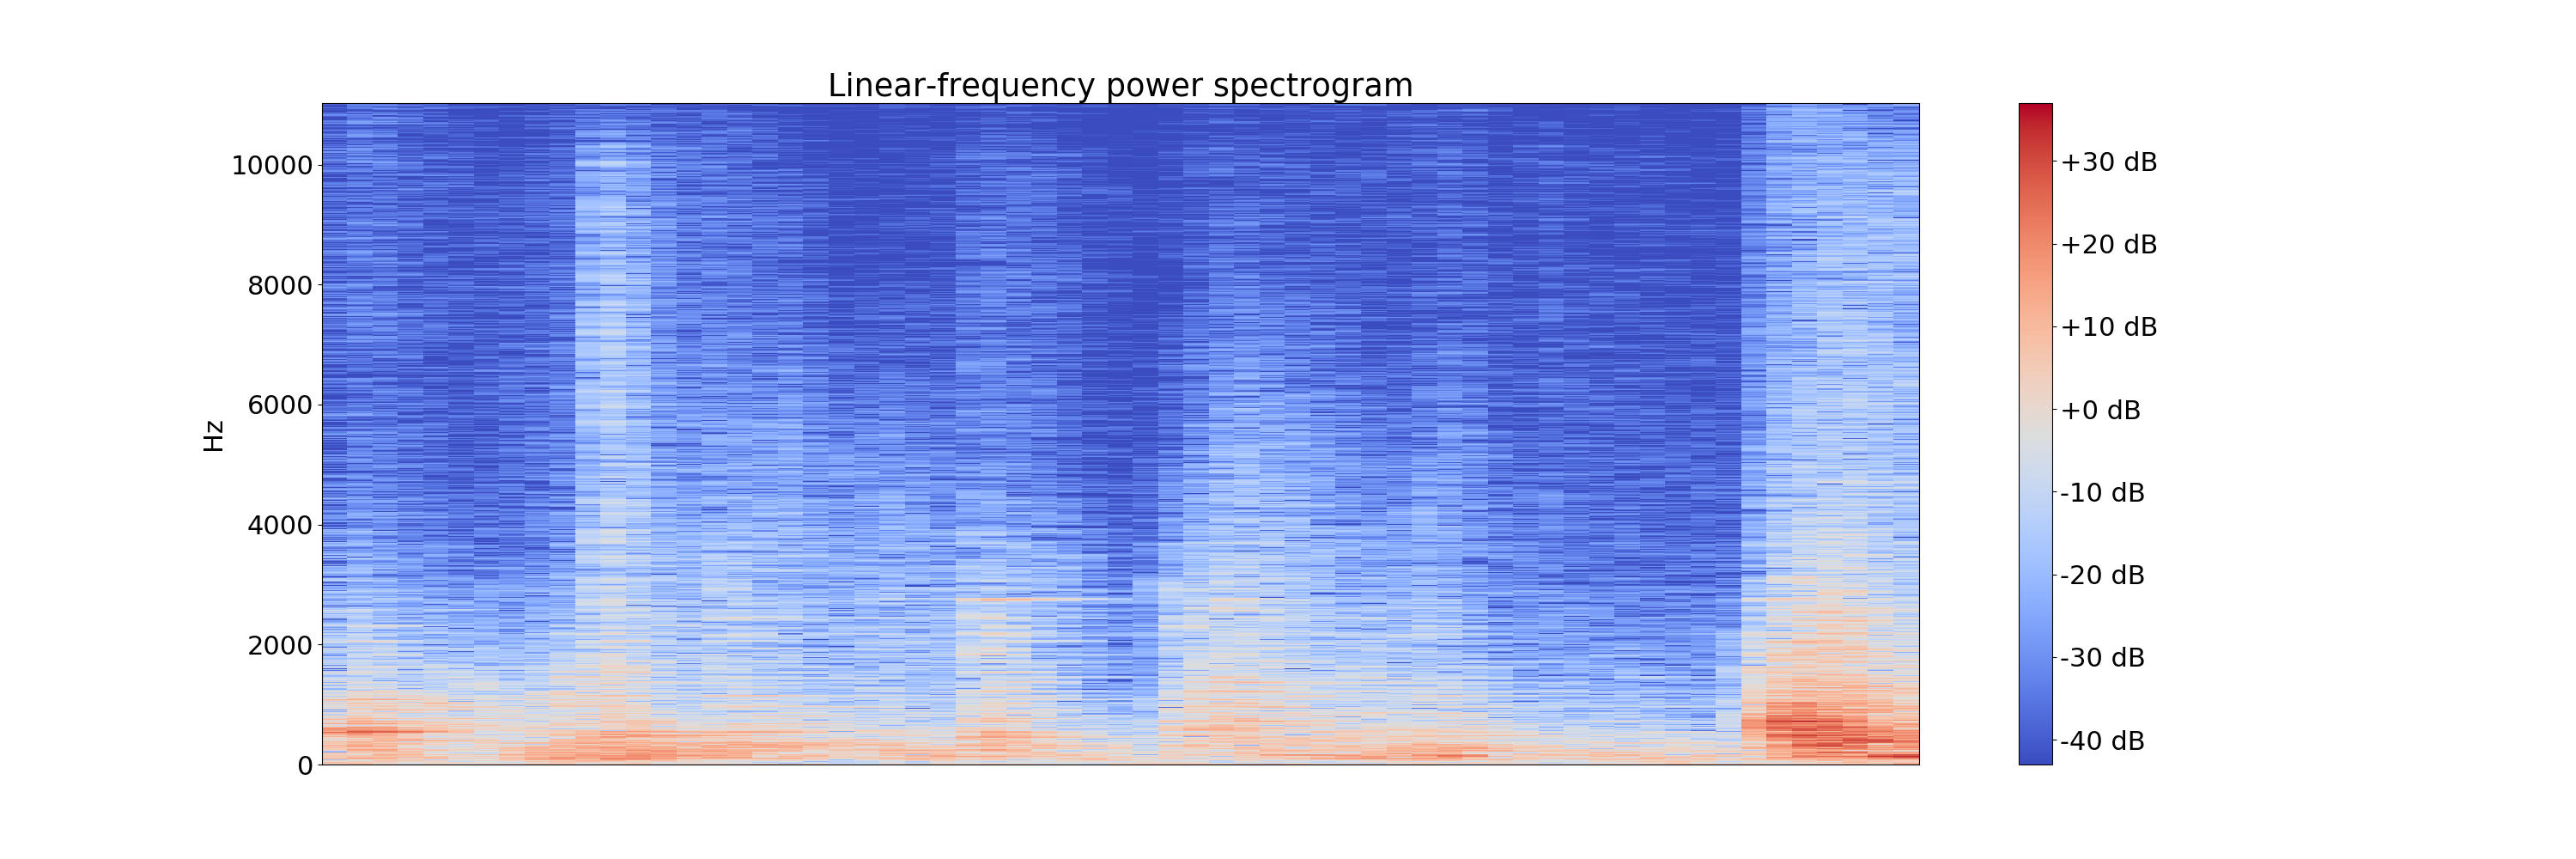 Linear-frequency power spectrogram
Hz
10000
8000
6000
4000
2000
0
+30 dB
+20 dB
+10 dB
+0 dB
-10 dB
-20 dB
-30 dB
-40 dB